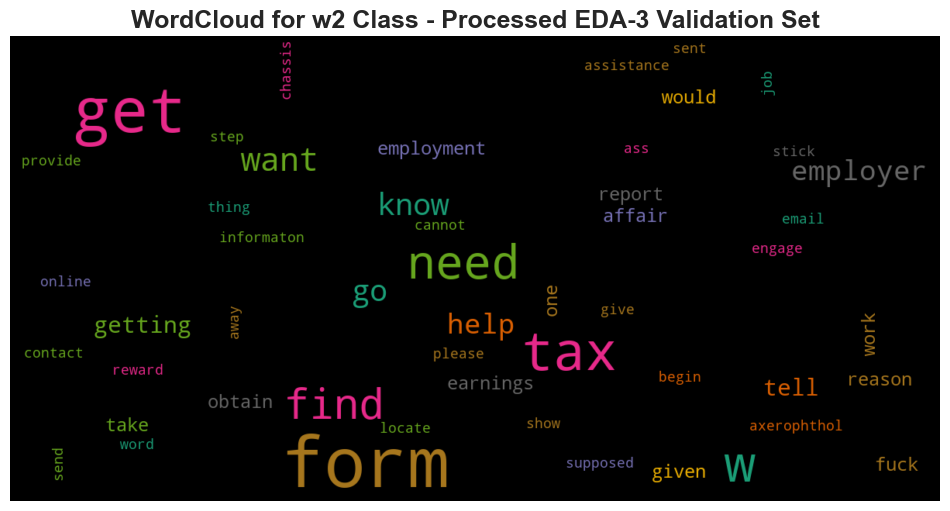 WordCloud for w2 Class - Processed EDA-3 Validation Set
sent
chassis
assistance
job
get
would
step
employment
ass
stick
provide
want
employer
know
report
thing
affair
email
cannot
informaton
engage
need
online
go
one
give
getting
away
help
work
contact
please
tax
reward
earnings
begin
tell
reason
obtain
find
take
locate
show
axerophthol
word
form
send
supposed
given
w
fuck